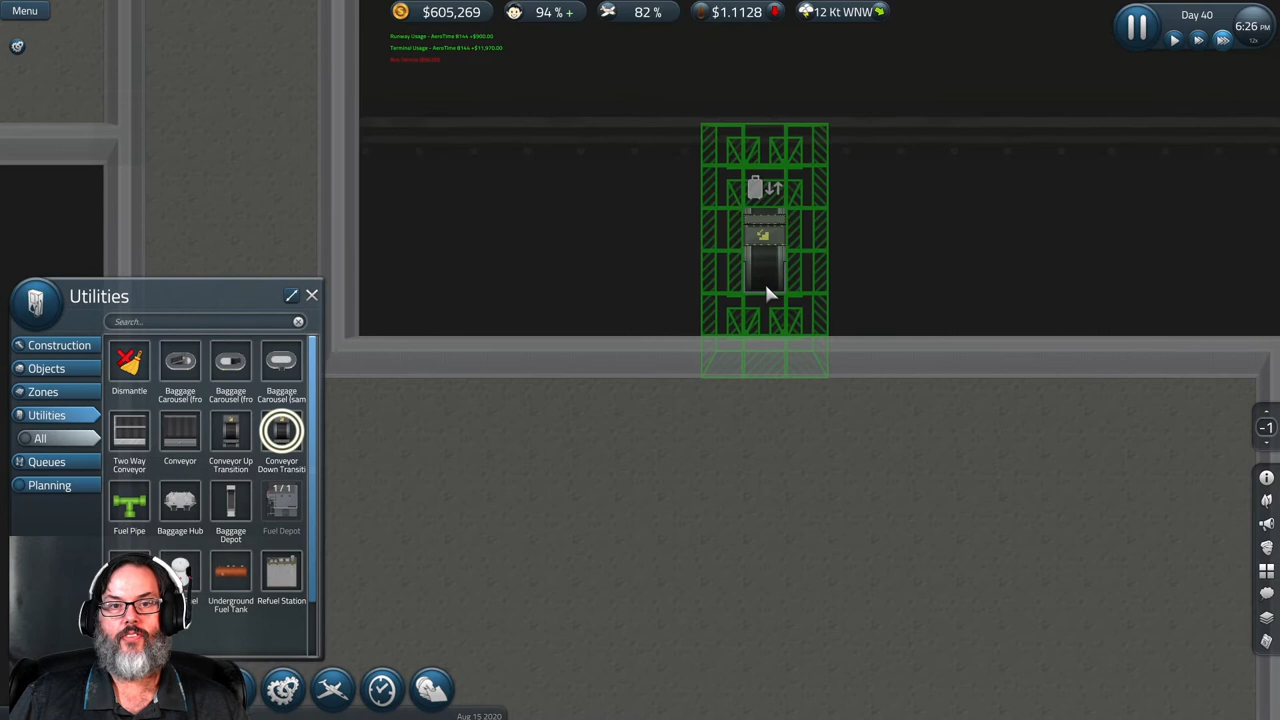 Menu
$605,269
94 % +
82 %
$1.1128
12 Kt WNW
Day 40
6:26 PM
12x
Runway Usage - AeroTime 8144 +$900.00
Terminal Usage - AeroTime 8144 +$11,970.00
Utilities
Search...
Construction
Objects
Zones
Utilities
All
Queues
Planning
Dismantle
Baggage Carousel (fro
Baggage Carousel (fro
Baggage Carousel (sam
Two Way Conveyor
Conveyor
Conveyor Up Transition
Conveyor Down Transiti
1/1
Fuel Pipe
Baggage Hub
Baggage Depot
Fuel Depot
Underground Fuel Tank
Refuel Station
-1
Aug 15 2020